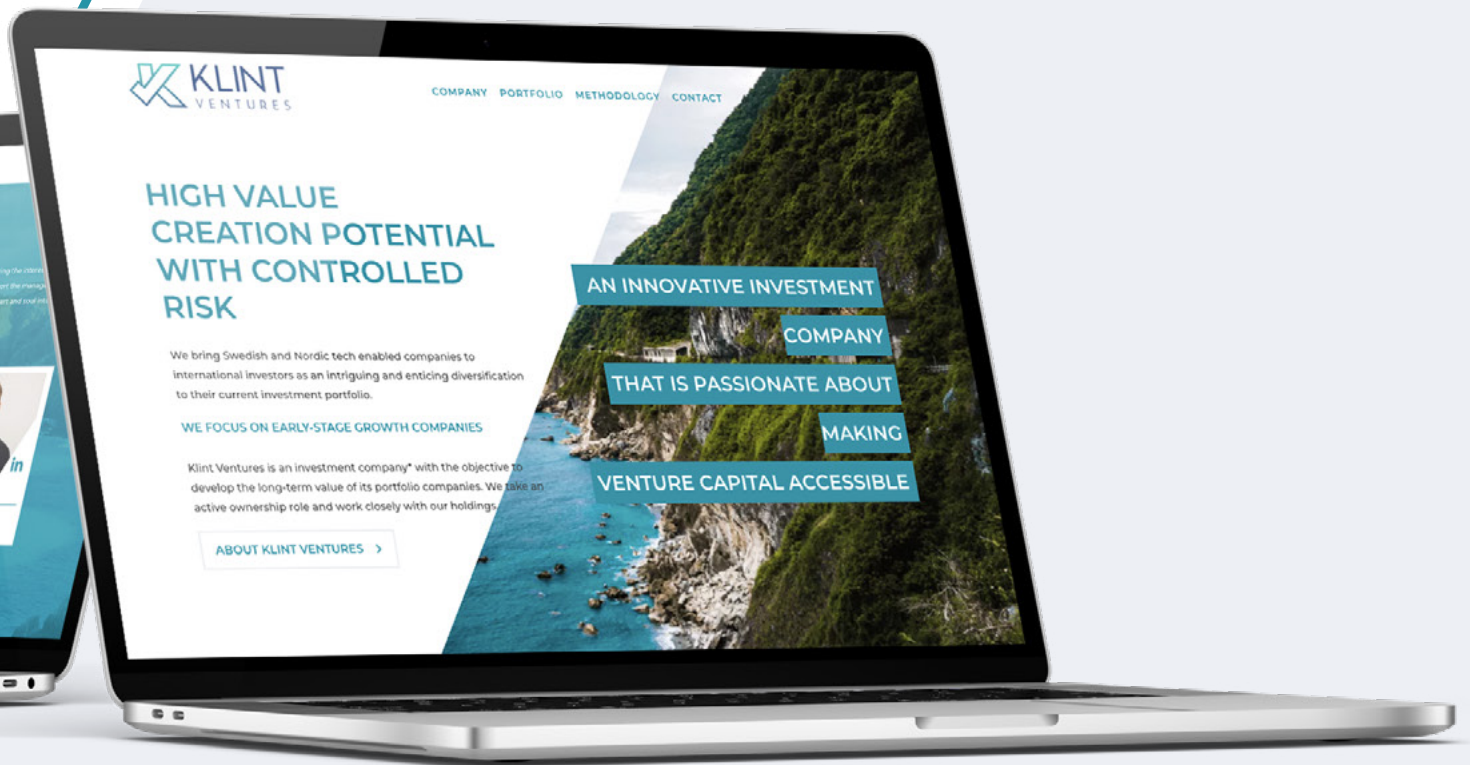 KLINT
VENTURES
COMPANY PORTFOLIO METHODOLOGY CONTACT
HIGH VALUE
CREATION POTENTIAL
WITH CONTROLLED
RISK
We bring Swedish and Nordic tech enabled companies to
international investors as an intriguing and enticing diversification
to their current investment portfolio.
WE FOCUS ON EARLY-STAGE GROWTH COMPANIES
Klint Ventures is an investment company* with the objective to
develop the long-term value of its portfolio companies. We take an
active ownership role and work closely with our holdings.
ABOUT KLINT VENTURES >
AN INNOVATIVE INVESTMENT
COMPANY
THAT IS PASSIONATE ABOUT
MAKING
VENTURE CAPITAL ACCESSIBLE
in